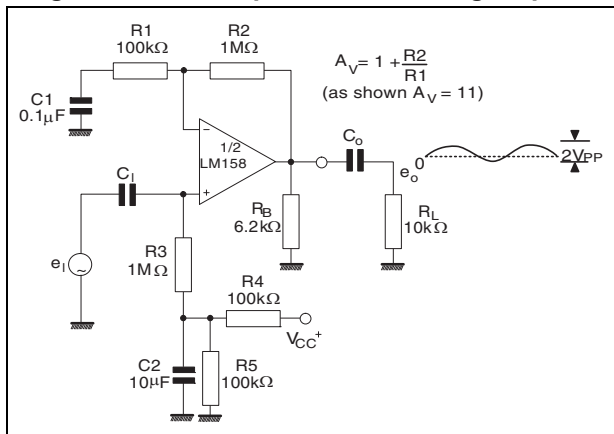 R1
100kΩ
R2
1MΩ
A_V = 1 + R2/R1
(as shown A_V = 11)
C1
0.1μF
1/2
LM158
C_I
C_o
0
e_o
2V_PP
R_B
6.2kΩ
R_L
10kΩ
R3
1MΩ
e_I
~
R4
100kΩ
V_CC+
C2
10μF
R5
100kΩ